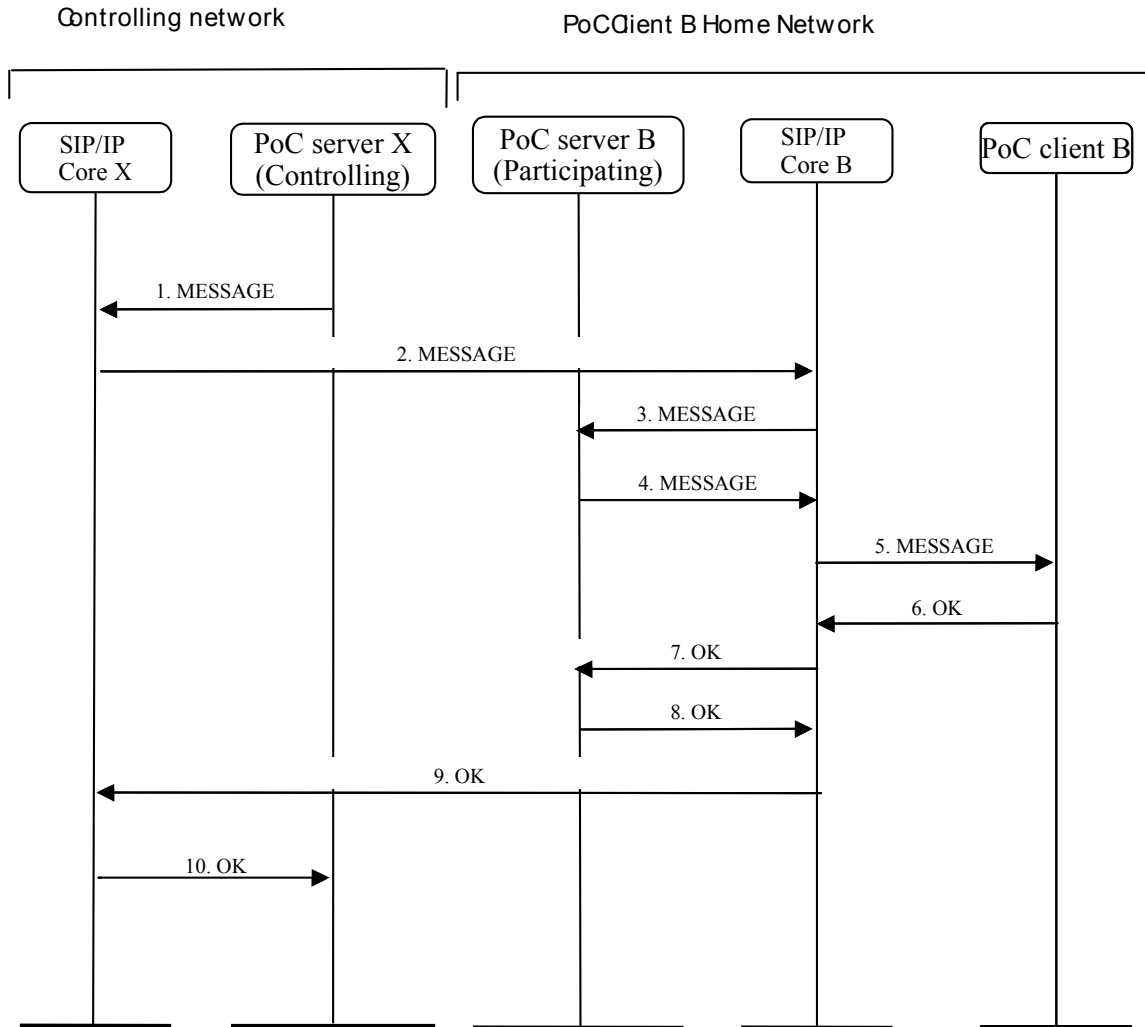 Controlling network
PoCClient B Home Network
SIP/IP
Core X
PoC server X
(Controlling)
PoC server B
(Participating)
SIP/IP
Core B
PoC client B
1. MESSAGE
2. MESSAGE
3. MESSAGE
4. MESSAGE
5. MESSAGE
6. OK
7. OK
8. OK
9. OK
10. OK